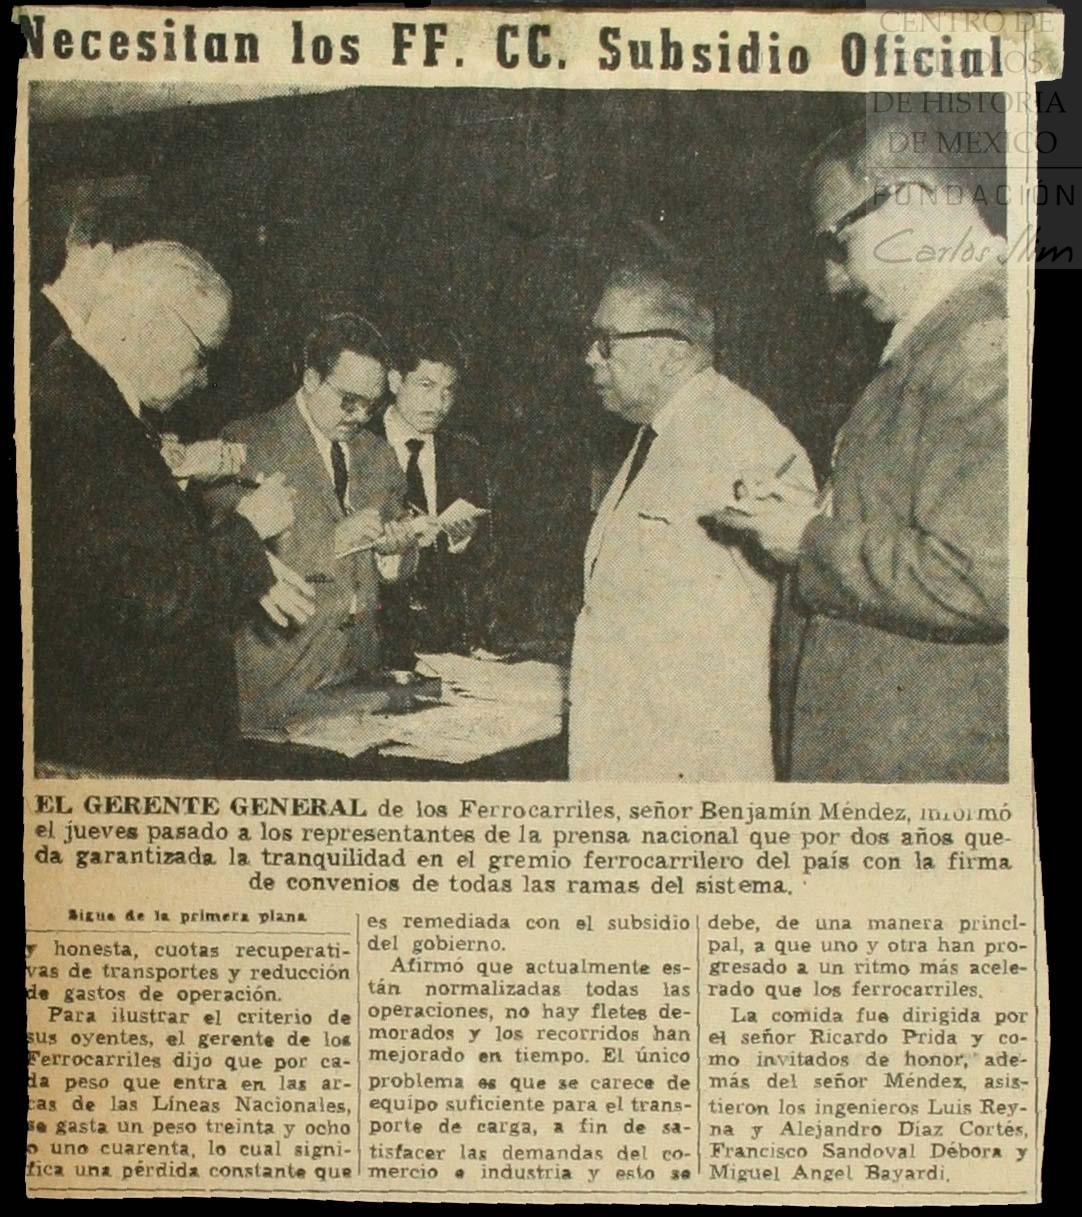 Necesitan los FF. CC. Subsidio Oficial
CENTRO DE
ESTUDIOS
DE HISTORIA
DE MEXICO
FUNDACIÓN
Carlos Slim
EL GERENTE GENERAL de los Ferrocarriles, señor Benjamín Méndez, informó
el jueves pasado a los representantes de la prensa nacional que por dos años que-
da garantizada la tranquilidad en el gremio ferrocarrilero del país con la firma
de convenios de todas las ramas del sistema.
Sigue de la primera plana
y honesta, cuotas recuperati-
vas de transportes y reducción
de gastos de operación.
Para ilustrar el criterio de
sus oyentes, el gerente de los
Ferrocarriles dijo que por ca-
da peso que entra en las ar-
cas de las Líneas Nacionales,
se gasta un peso treinta y ocho
o uno cuarenta, lo cual signi-
fica una pérdida constante que
es remediada con el subsidio
del gobierno.
Afirmó que actualmente es-
tán normalizadas todas las
operaciones, no hay fletes de-
morados y los recorridos han
mejorado en tiempo. El único
problema es que se carece de
equipo suficiente para el trans-
porte de carga, a fin de sa-
tisfacer las demandas del co-
mercio e industria y esto se
debe, de una manera princi-
pal, a que uno y otra han pro-
gresado a un ritmo más acele-
rado que los ferrocarriles.
La comida fue dirigida por
el señor Ricardo Prida y co-
mo invitados de honor, ade-
más del señor Méndez, asis-
tieron los ingenieros Luis Rey-
na y Alejandro Díaz Cortés,
Francisco Sandoval Débora y
Miguel Angel Bayardi.